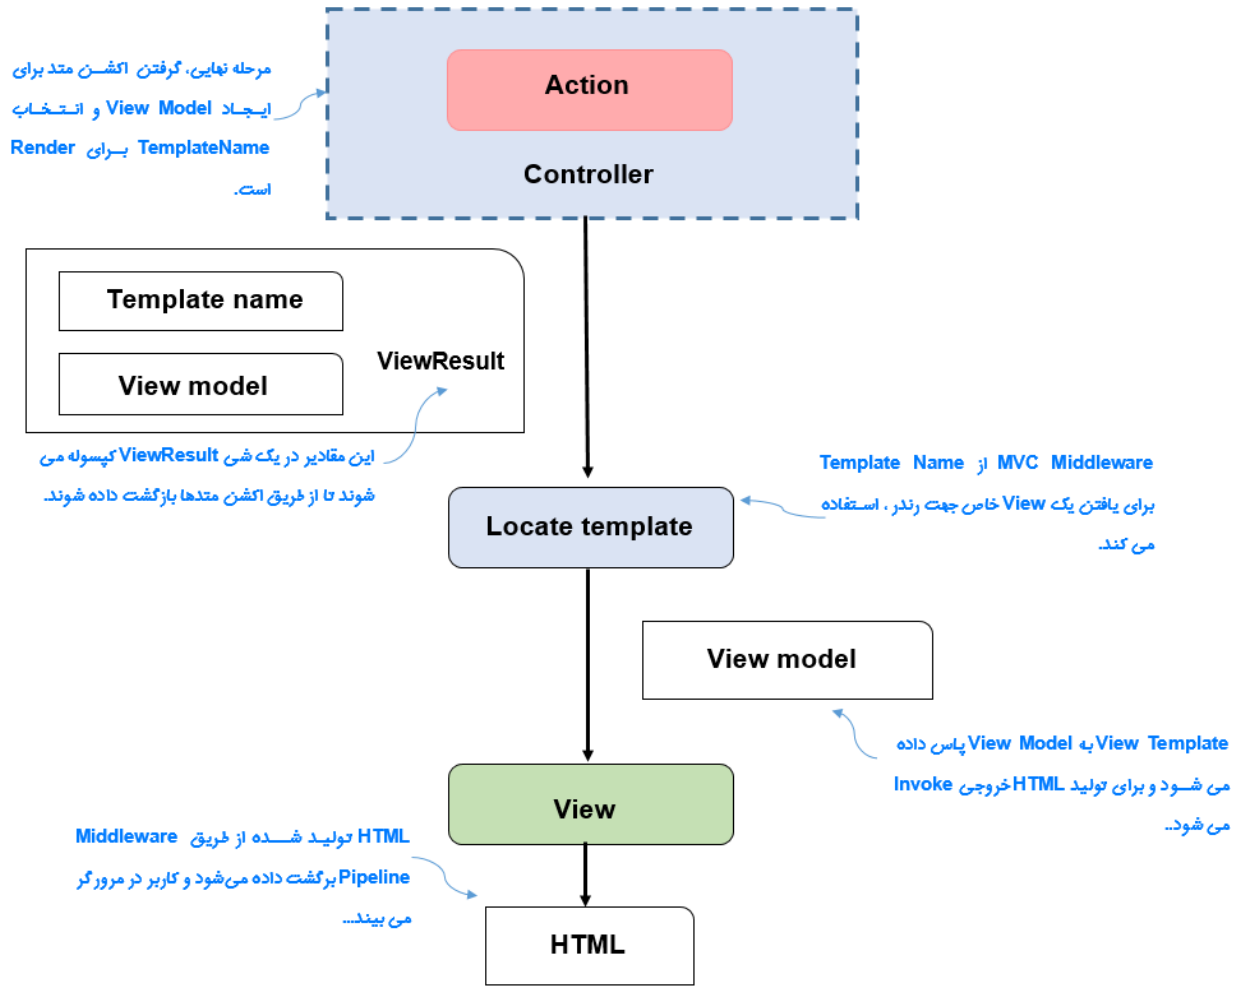 Action
Controller
مرحله نهایی، گرفتن اکشن متد برای
ایجاد View Model و انتخاب
TemplateName برای Render
است.
Template name
View model
ViewResult
این مقادیر در یک شی ViewResult کپسوله می
شوند تا از طریق اکشن متدها بازگشت داده شوند.
Locate template
MVC Middleware از Template Name
برای یافتن یک View خاص جهت رندر ، استفاده
می کند.
View model
View Template به View Model پاس داده
می شود و برای تولید HTML خروجی Invoke
می شود..
View
HTML تولید شده از طریق Middleware
Pipeline برگشت داده می‌شود و کاربر در مرورگر
می بیند...
HTML